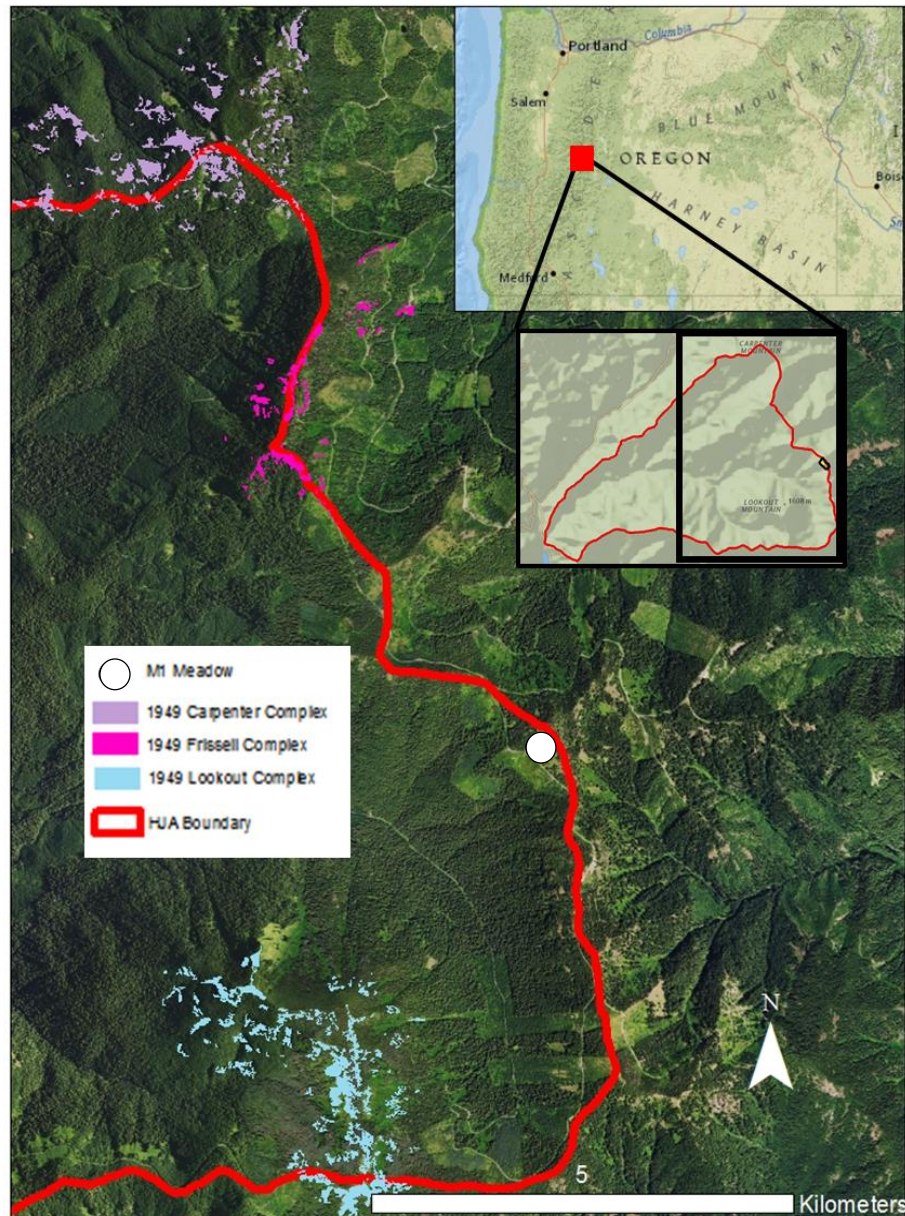 Columbia
Portland
Salem
D E
BLUE MOUNTAINS
OREGON
I
Boise
Sn
HARNEY BASIN
S
M
Medford
CARPENTER
MOUNTAIN
LOOKOUT
MOUNTAIN
1608 m
M1 Meadow
1949 Carpenter Complex
1949 Frissell Complex
1949 Lookout Complex
HJA Boundary
N
5
Kilometers